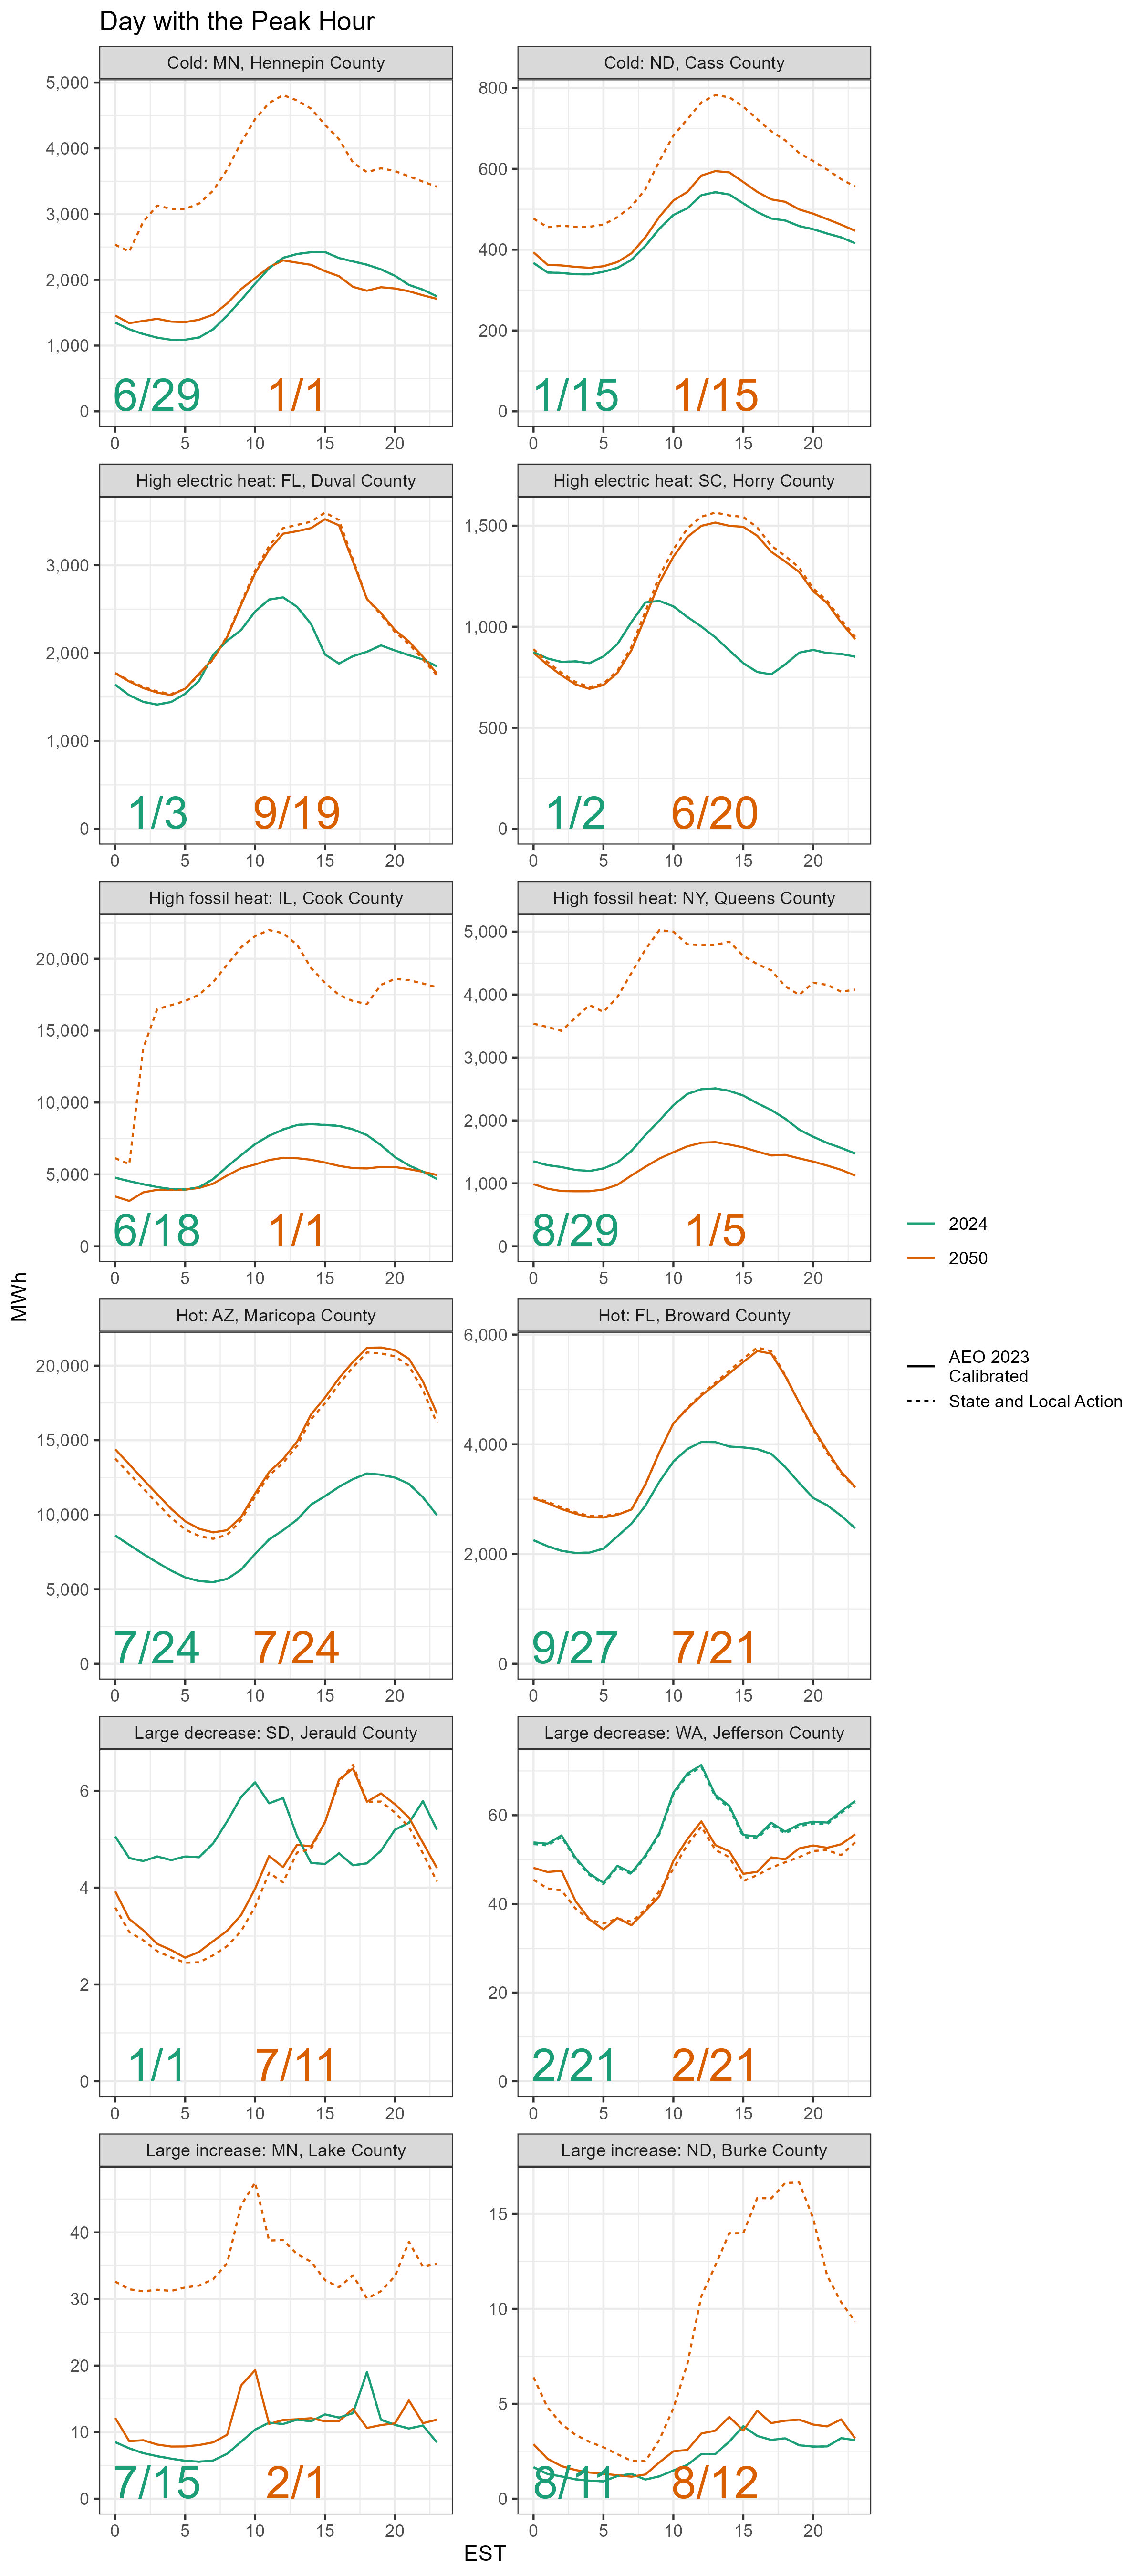 Day with the Peak Hour
Cold: MN, Hennepin County
5,000
4,000
3,000
2,000
1,000
0
6/29 1/1
0 5 10 15 20
Cold: ND, Cass County
800
600
400
200
0
1/15 1/15
0 5 10 15 20
High electric heat: FL, Duval County
3,000
2,000
1,000
0
1/3 9/19
0 5 10 15 20
High electric heat: SC, Horry County
1,500
1,000
500
0
1/2 6/20
0 5 10 15 20
High fossil heat: IL, Cook County
20,000
15,000
10,000
5,000
0
6/18 1/1
0 5 10 15 20
High fossil heat: NY, Queens County
5,000
4,000
3,000
2,000
1,000
0
8/29 1/5
0 5 10 15 20
Hot: AZ, Maricopa County
20,000
15,000
10,000
5,000
0
7/24 7/24
0 5 10 15 20
Hot: FL, Broward County
6,000
4,000
2,000
0
9/27 7/21
0 5 10 15 20
Large decrease: SD, Jerauld County
6
4
2
0
1/1 7/11
0 5 10 15 20
Large decrease: WA, Jefferson County
60
40
20
0
2/21 2/21
0 5 10 15 20
Large increase: MN, Lake County
40
30
20
10
0
7/15 2/1
0 5 10 15 20
Large increase: ND, Burke County
15
10
5
0
8/11 8/12
0 5 10 15 20
MWh
EST
2024
2050
AEO 2023
Calibrated
State and Local Action